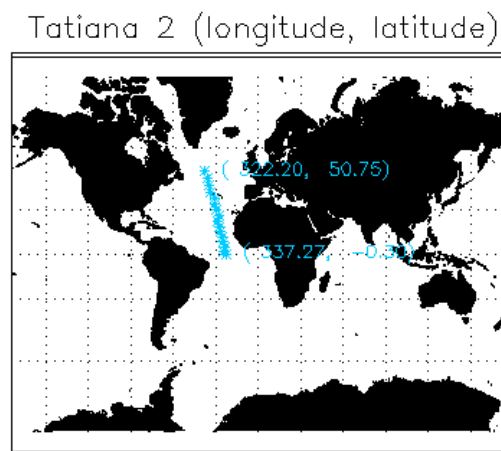 Tatiana 2 (longitude, latitude)
( 322.20, 50.75)
( 337.27, -0.30)